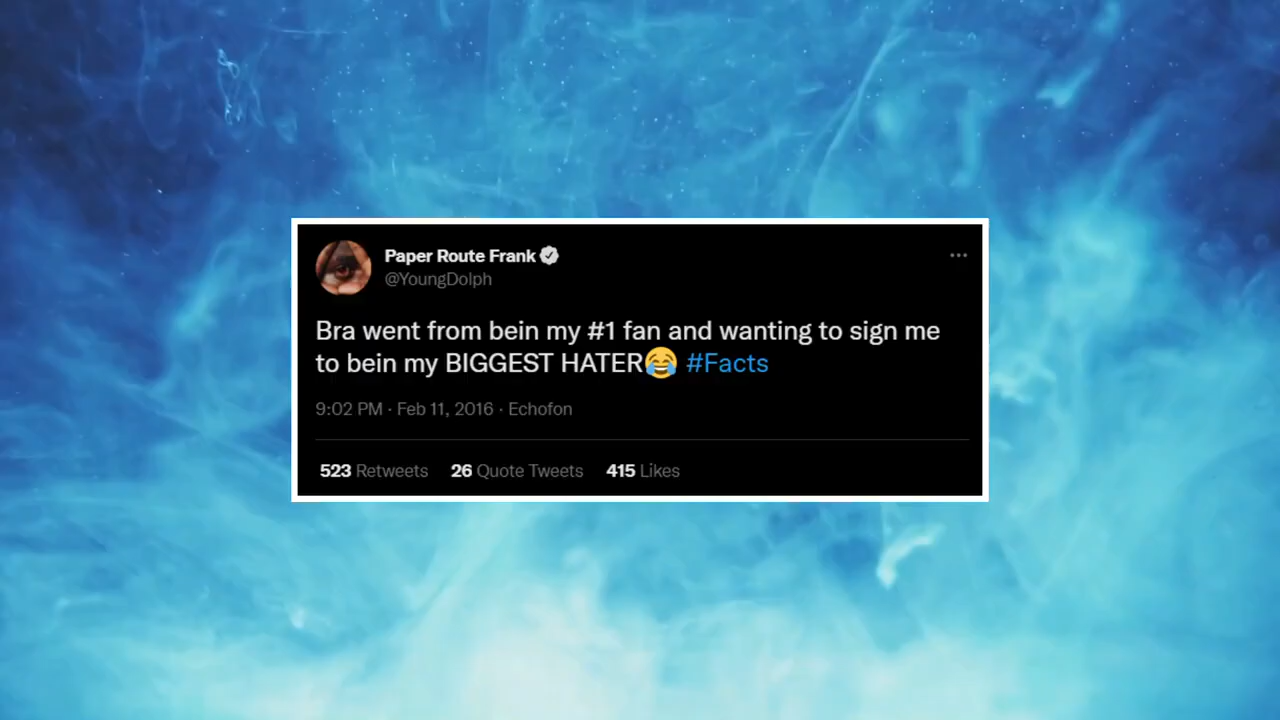 Paper Route Frank
@YoungDolph
Bra went from bein my #1 fan and wanting to sign me
to bein my BIGGEST HATER😂 #Facts
9:02 PM · Feb 11, 2016 · Echofon
523 Retweets 26 Quote Tweets 415 Likes